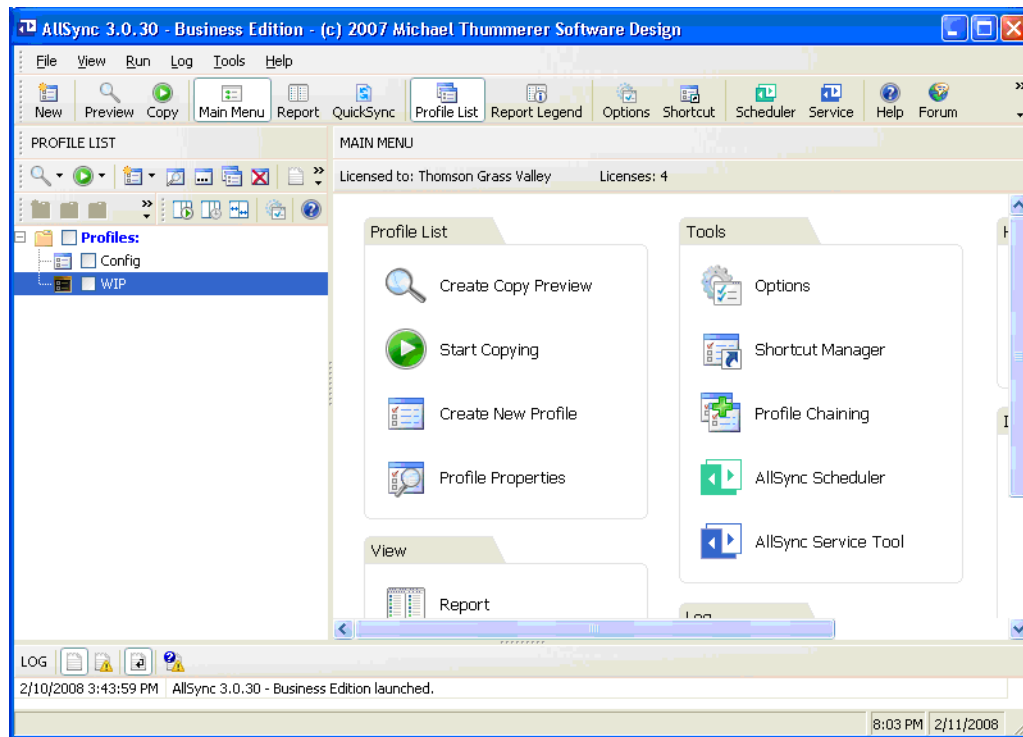 AllSync 3.0.30 - Business Edition - (c) 2007 Michael Thummerer Software Design
File View Run Log Tools Help
New Preview Copy Main Menu Report QuickSync Profile List Report Legend Options Shortcut Scheduler Service Help Forum
PROFILE LIST
MAIN MENU
Licensed to: Thomson Grass Valley Licenses: 4
Profiles:
Config
WIP
Profile List
Create Copy Preview
Start Copying
Create New Profile
Profile Properties
View
Report
Tools
Options
Shortcut Manager
Profile Chaining
AllSync Scheduler
AllSync Service Tool
Log
LOG
2/10/2008 3:43:59 PM AllSync 3.0.30 - Business Edition launched.
8:03 PM 2/11/2008